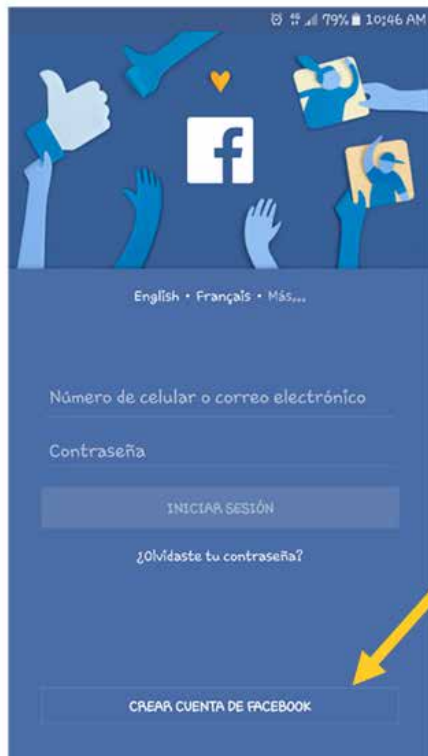 79% 10:46 AM
f
English • Français • Más...
Número de celular o correo electrónico
Contraseña
INICIAR SESIÓN
¿Olvidaste tu contraseña?
CREAR CUENTA DE FACEBOOK